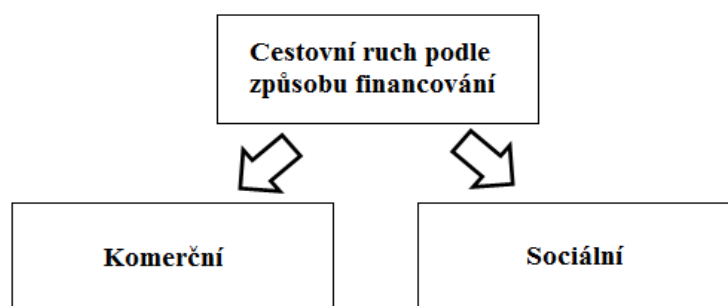 Cestovní ruch podle
způsobu financování
Komerční
Sociální